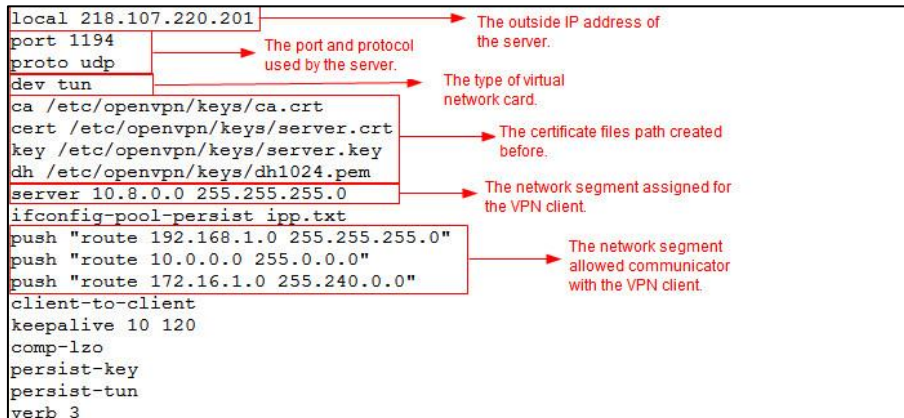 local 218.107.220.201
The outside IP address of
the server.
port 1194
proto udp
The port and protocol
used by the server.
dev tun
The type of virtual
network card.
ca /etc/openvpn/keys/ca.crt
cert /etc/openvpn/keys/server.crt
key /etc/openvpn/keys/server.key
dh /etc/openvpn/keys/dh1024.pem
The certificate files path created
before.
server 10.8.0.0 255.255.255.0
The network segment assigned for
the VPN client.
ifconfig-pool-persist ipp.txt
push "route 192.168.1.0 255.255.255.0"
push "route 10.0.0.0 255.0.0.0"
push "route 172.16.1.0 255.240.0.0"
The network segment
allowed communicator
with the VPN client.
client-to-client
keepalive 10 120
comp-lzo
persist-key
persist-tun
verb 3